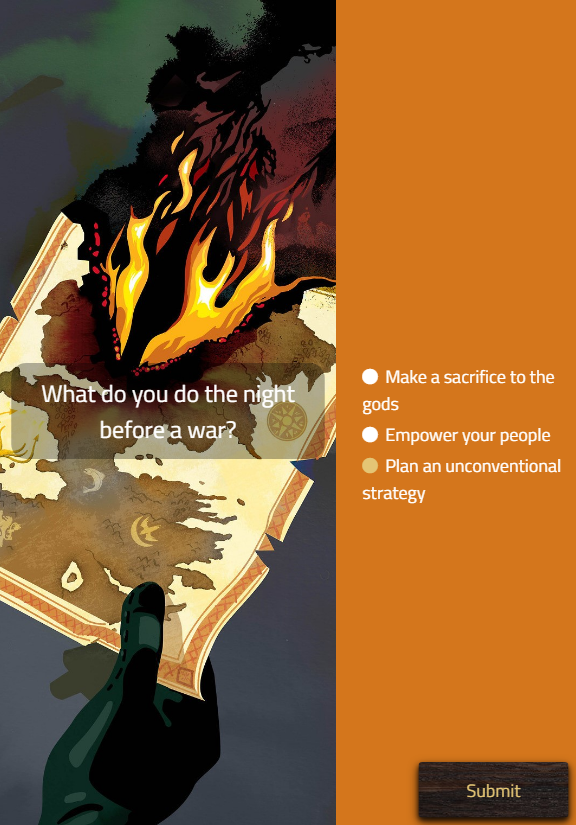 What do you do the night
before a war?
Make a sacrifice to the
gods
Empower your people
Plan an unconventional
strategy
Submit